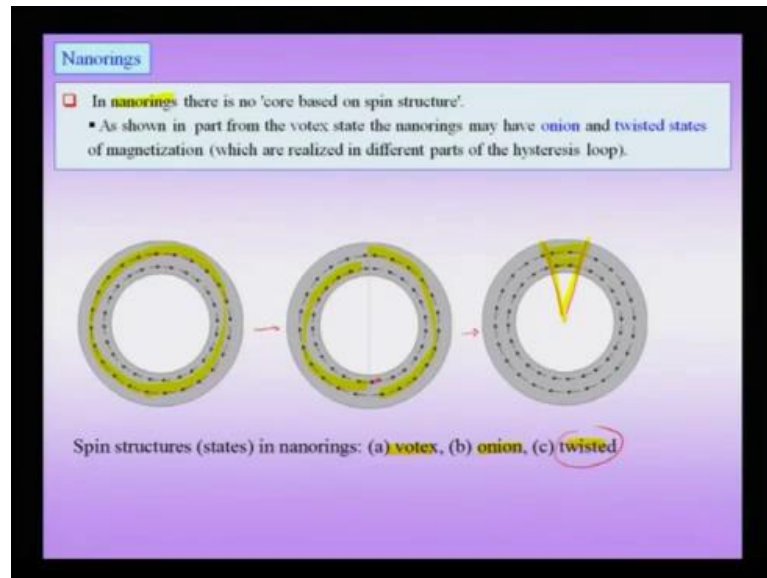 Nanorings
In nanorings there is no 'core based on spin structure'.
▪ As shown in part from the votex state the nanorings may have onion and twisted states
of magnetization (which are realized in different parts of the hysteresis loop).
Spin structures (states) in nanorings: (a) votex, (b) onion, (c) twisted